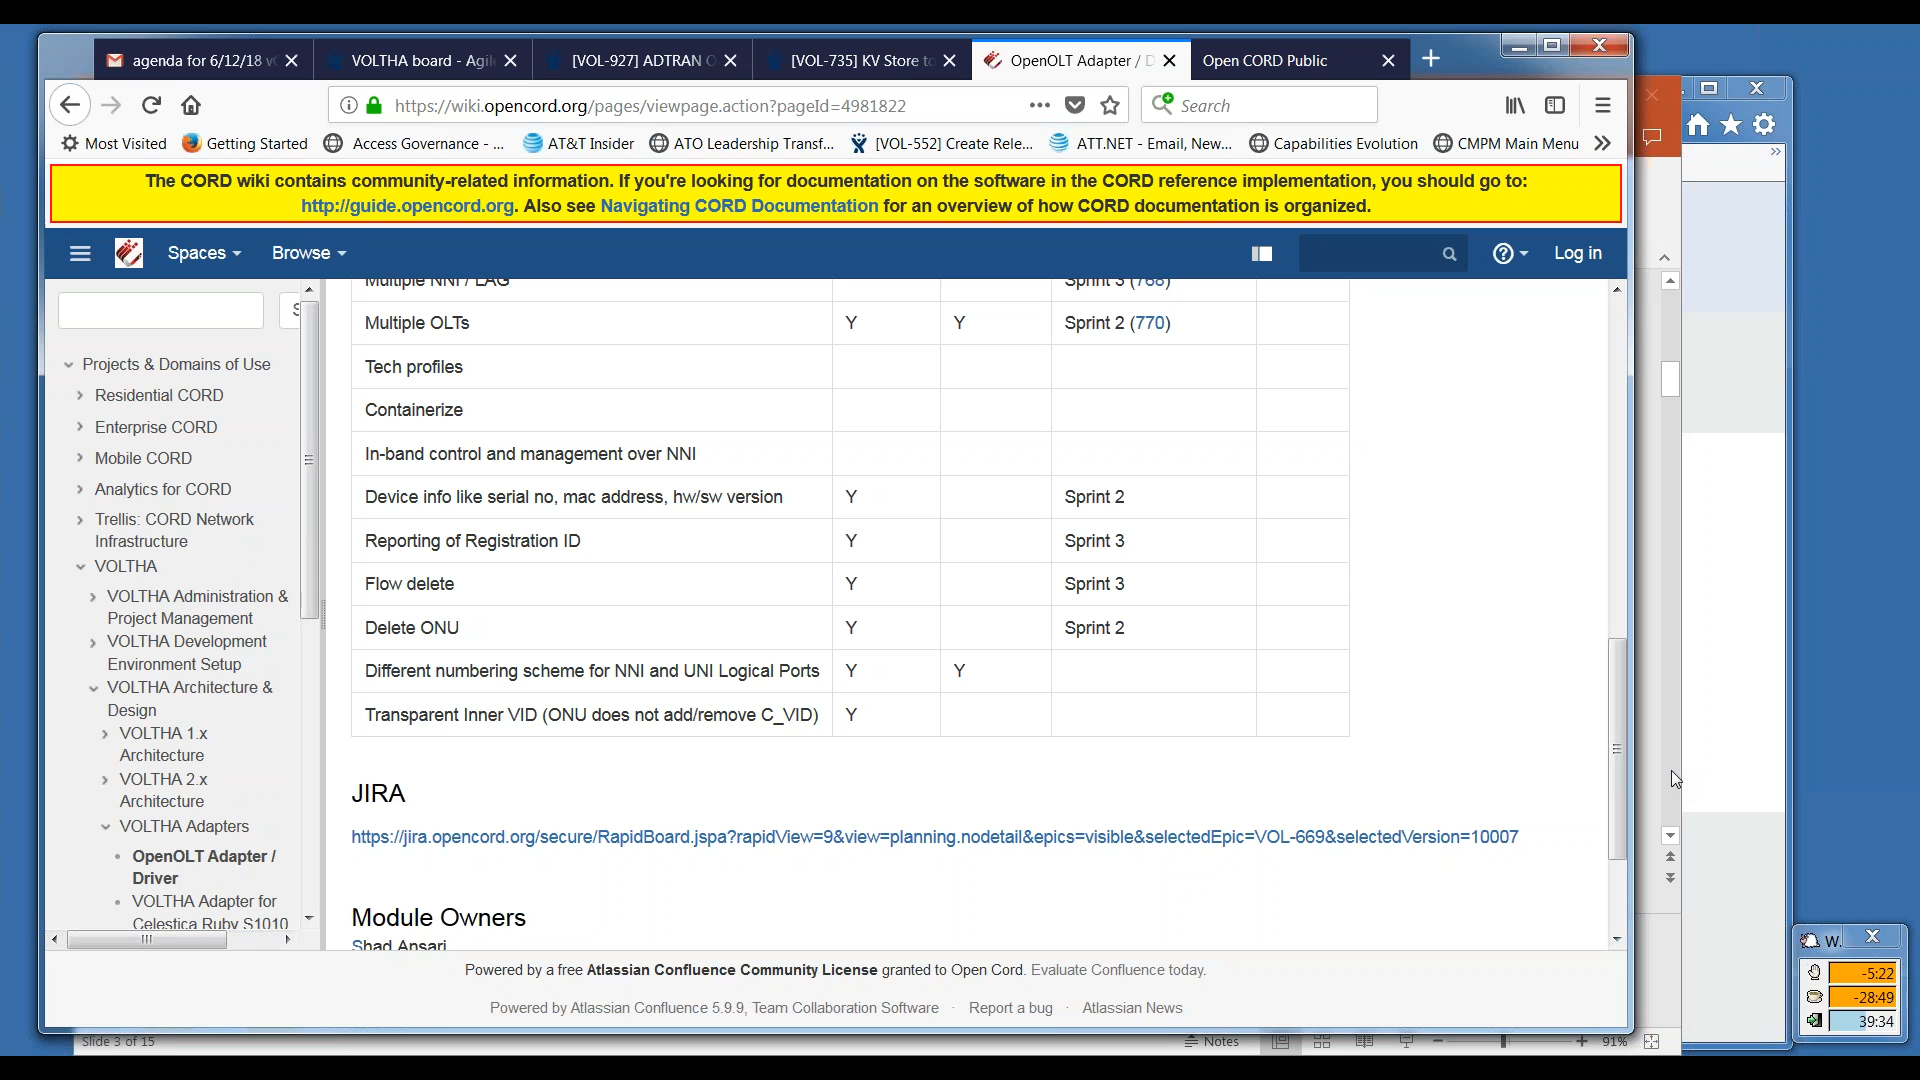 agenda for 6/12/18 v
VOLTHA board - Agil
[VOL-927] ADTRAN O
[VOL-735] KV Store to
OpenOLT Adapter / D
Open CORD Public
https://wiki.opencord.org/pages/viewpage.action?pageId=4981822
Search
Most Visited
Getting Started
Access Governance - ...
AT&T Insider
ATO Leadership Transf...
[VOL-552] Create Rele...
ATT.NET - Email, New...
Capabilities Evolution
CMPM Main Menu
The CORD wiki contains community-related information. If you're looking for documentation on the software in the CORD reference implementation, you should go to:
http://guide.opencord.org. Also see Navigating CORD Documentation for an overview of how CORD documentation is organized.
Spaces
Browse
Log in
Projects & Domains of Use
Residential CORD
Enterprise CORD
Mobile CORD
Analytics for CORD
Trellis: CORD Network
Infrastructure
VOLTHA
VOLTHA Administration &
Project Management
VOLTHA Development
Environment Setup
VOLTHA Architecture &
Design
VOLTHA 1.x
Architecture
VOLTHA 2.x
Architecture
VOLTHA Adapters
OpenOLT Adapter /
Driver
VOLTHA Adapter for
Celestica Ruby S1010
Multiple NNI / LAG Sprint 3 (768)
Multiple OLTs Y Y Sprint 2 (770)
Tech profiles
Containerize
In-band control and management over NNI
Device info like serial no, mac address, hw/sw version Y Sprint 2
Reporting of Registration ID Y Sprint 3
Flow delete Y Sprint 3
Delete ONU Y Sprint 2
Different numbering scheme for NNI and UNI Logical Ports Y Y
Transparent Inner VID (ONU does not add/remove C_VID) Y
JIRA
https://jira.opencord.org/secure/RapidBoard.jspa?rapidView=9&view=planning.nodetail&epics=visible&selectedEpic=VOL-669&selectedVersion=10007
Module Owners
Shad Ansari
Powered by a free Atlassian Confluence Community License granted to Open Cord. Evaluate Confluence today.
Powered by Atlassian Confluence 5.9.9, Team Collaboration Software · Report a bug · Atlassian News
Slide 3 of 15
Notes
91%
W.
-5:22
-28:49
39:34